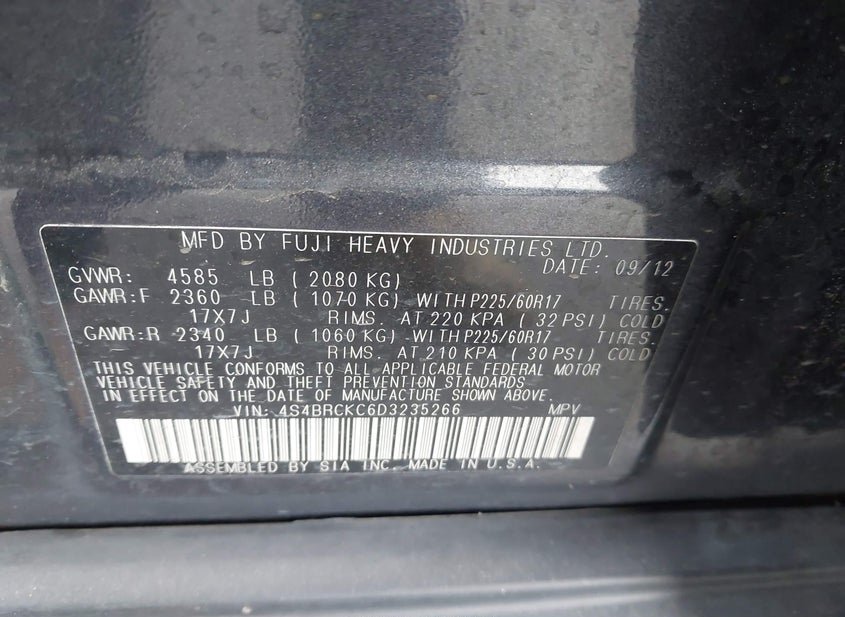 MFD BY FUJI HEAVY INDUSTRIES LTD.
DATE: 09/12
GVWR: 4585 LB ( 2080 KG)
GAWR:F 2360 LB ( 1070 KG) -WITH P225/60R17 TIRES.
17X7J RIMS. AT 220 KPA ( 32 PSI) COLD
GAWR:R 2340 LB ( 1060 KG) -WITH P225/60R17 TIRES.
17X7J RIMS. AT 210 KPA ( 30 PSI) COLD
THIS VEHICLE CONFORMS TO ALL APPLICABLE FEDERAL MOTOR
VEHICLE SAFETY AND THEFT PREVENTION STANDARDS
IN EFFECT ON THE DATE OF MANUFACTURE SHOWN ABOVE.
VIN: 4S4BRCKC6D3235266 MPV
ASSEMBLED BY SIA INC. MADE IN U.S.A.